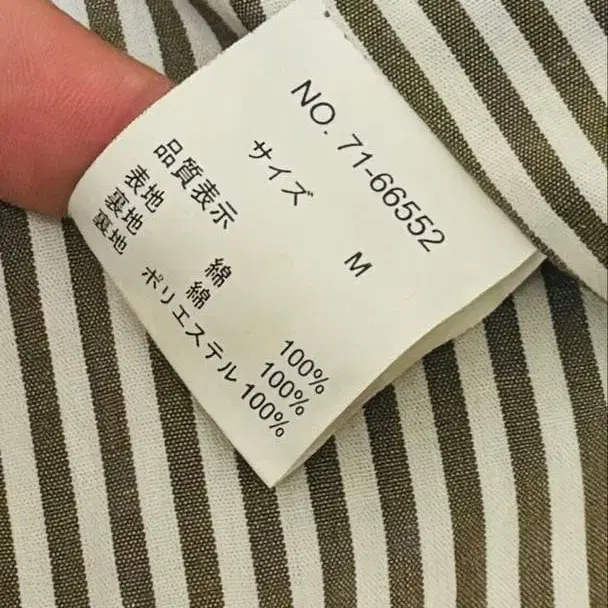 NO. 71-66552
サイズ M
品質表示
表地 綿 100%
裏地 綿 100%
裏地 ポリエステル 100%